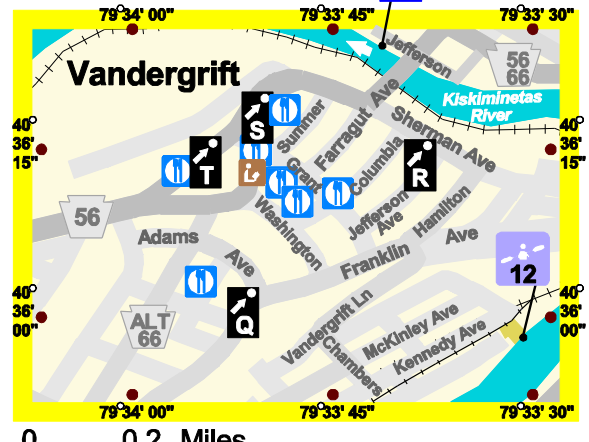 79°34' 00" 79°33' 45" 79°33' 30"
Jefferson
56
66
Vandergrift
Kiskiminetas
River
S
Summer
Farragut Ave
Sherman Ave
40°
36'
15"
40°
36'
15"
T
Grant
Columbia
R
56
Washington
Jefferson
Ave
Hamilton
Adams
Ave
Franklin
Ave
12
40°
36'
00"
40°
36'
00"
Q
ALT
66
Vandergrift Ln
McKinley Ave
Kennedy Ave
Chambers
79°34' 00" 79°33' 45" 79°33' 30"
0 0.2 Miles